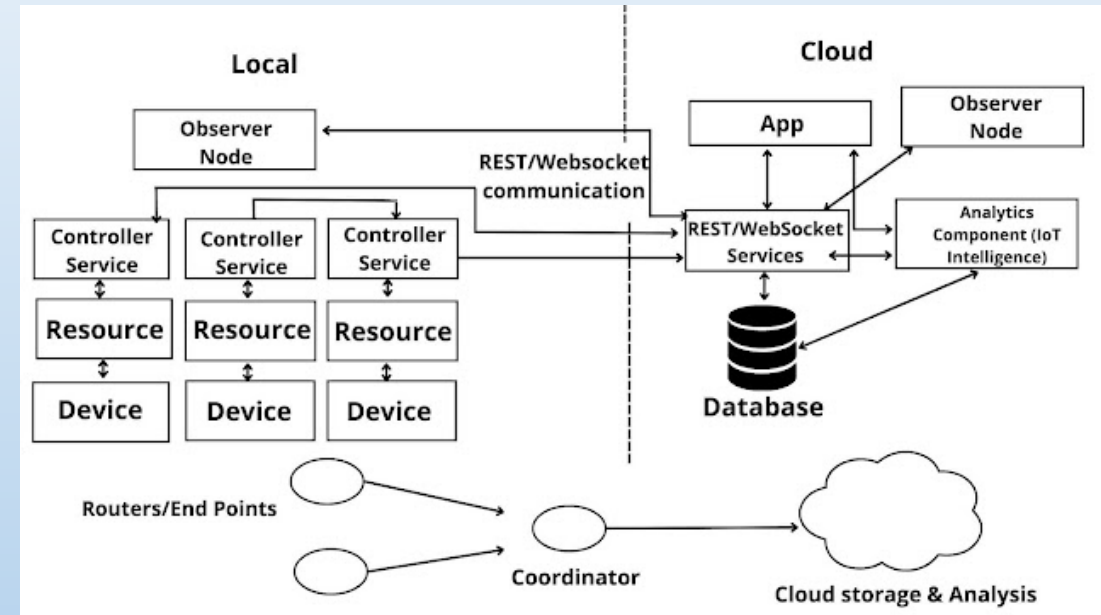 Local
Cloud
Observer
Node
App
Observer
Node
REST/Websocket
communication
Controller
Service
Controller
Service
Controller
Service
REST/WebSocket
Services
Analytics
Component (IoT
Intelligence)
Resource
Resource
Resource
Device
Device
Device
Database
Routers/End Points
Coordinator
Cloud storage & Analysis